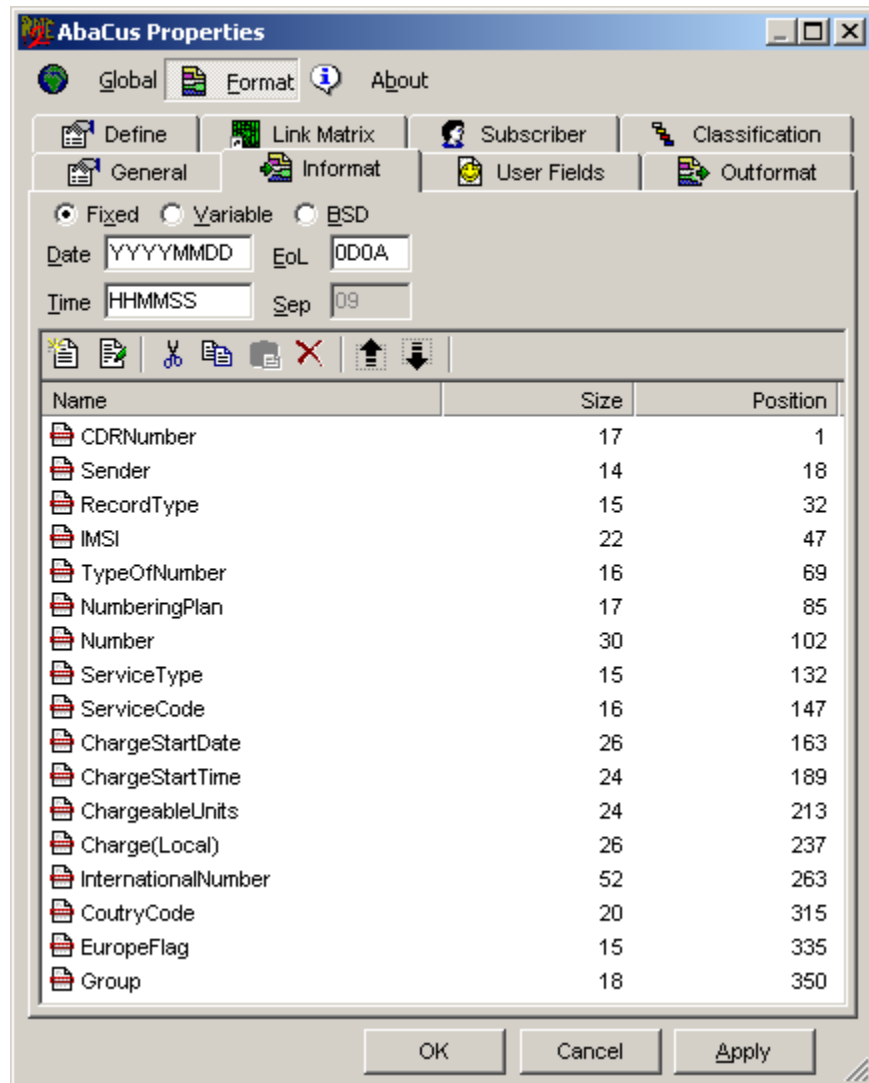 AbaCus Properties
Global Format About
Define Link Matrix Subscriber Classification
General Informat User Fields Outformat
Fixed Variable BSD
Date YYYYMMDD EoL 0D0A
Time HHMMSS Sep 09
Name Size Position
CDRNumber 17 1
Sender 14 18
RecordType 15 32
IMSI 22 47
TypeOfNumber 16 69
NumberingPlan 17 85
Number 30 102
ServiceType 15 132
ServiceCode 16 147
ChargeStartDate 26 163
ChargeStartTime 24 189
ChargeableUnits 24 213
Charge(Local) 26 237
InternationalNumber 52 263
CoutryCode 20 315
EuropeFlag 15 335
Group 18 350
OK Cancel Apply